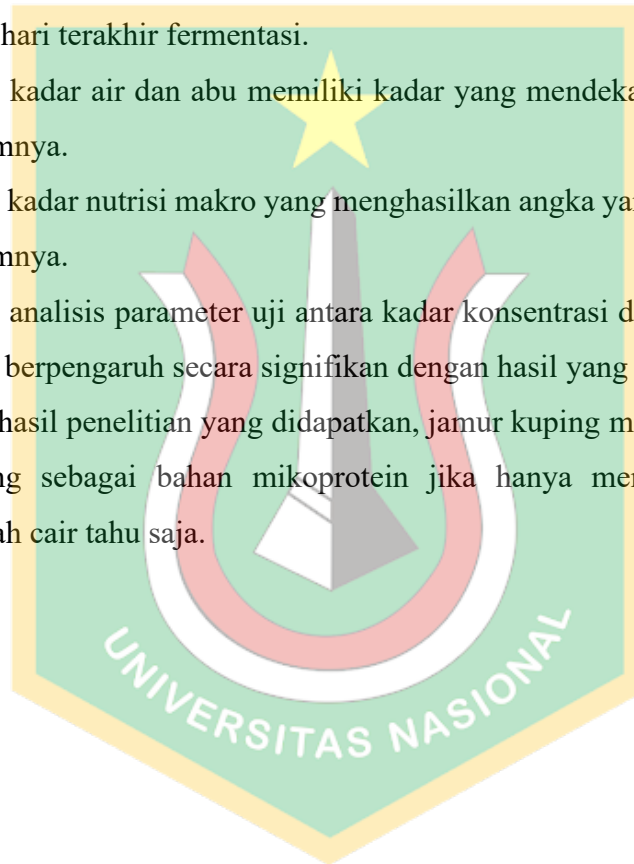 hari terakhir fermentasi.
kadar air dan abu memiliki kadar yang mendeka
mnya.
kadar nutrisi makro yang menghasilkan angka yan
mnya.
analisis parameter uji antara kadar konsentrasi d
berpengaruh secara signifikan dengan hasil yang
hasil penelitian yang didapatkan, jamur kuping m
ng sebagai bahan mikoprotein jika hanya men
ah cair tahu saja.
UNIVERSITAS NASIONAL